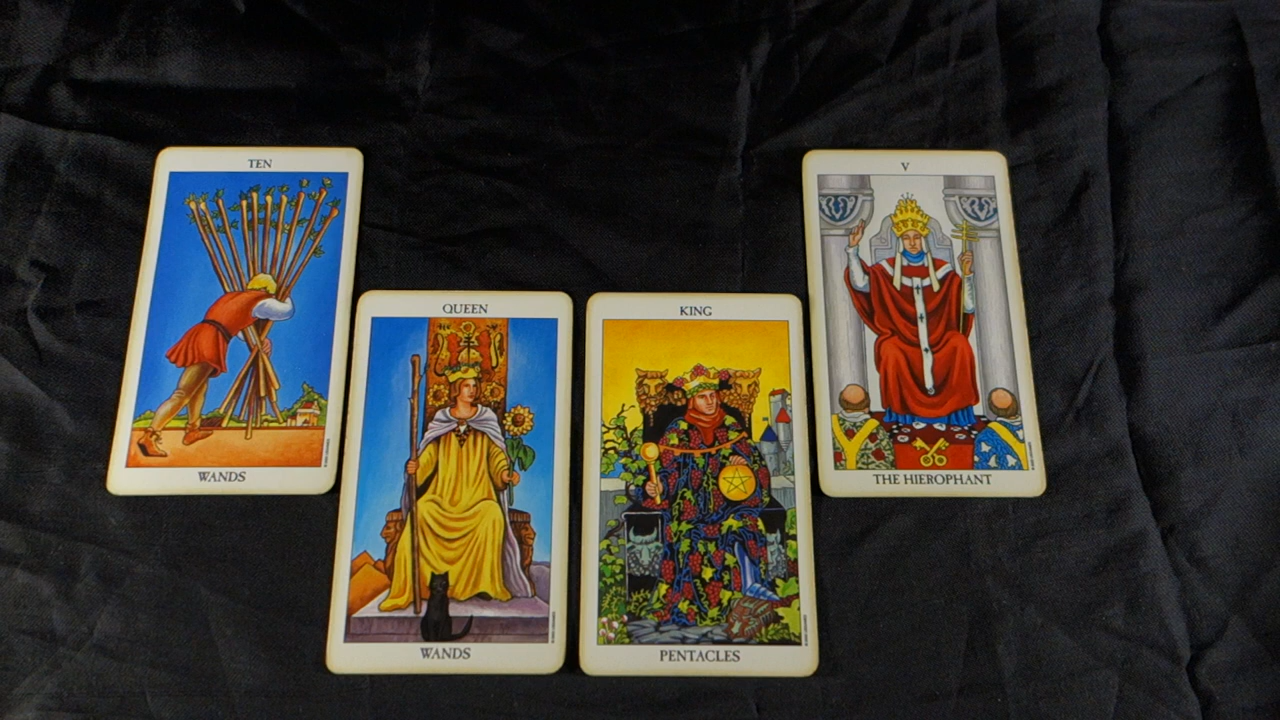 TEN
WANDS
QUEEN
WANDS
KING
PENTACLES
V
THE HIEROPHANT